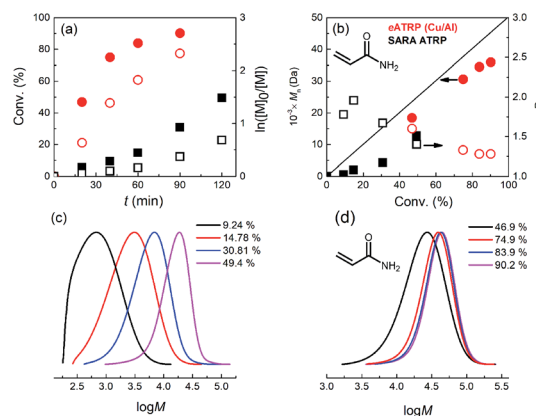 (a)
Conv. (%)
100
80
60
40
20
0
0 30 60 90 120
t (min)
3
2
1
0
ln([M]0/[M])
(b)
eATRP (Cu/Al)
SARA ATRP
O
NH2
10-3× Mn (Da)
50
40
30
20
10
0
0 20 40 60 80 100
Conv. (%)
3.0
2.5
2.0
1.5
1.0
(c)
9.24 %
14.78 %
30.81 %
49.4 %
2.0 2.5 3.0 3.5 4.0 4.5 5.0
logM
(d)
O
NH2
46.9 %
74.9 %
83.9 %
90.2 %
3.0 3.5 4.0 4.5 5.0 5.5
logM